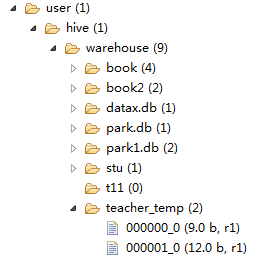 user (1)
hive (1)
warehouse (9)
book (4)
book2 (2)
datax.db (1)
park.db (1)
park1.db (2)
stu (1)
t11 (0)
teacher_temp (2)
000000_0 (9.0 b, r1)
000001_0 (12.0 b, r1)